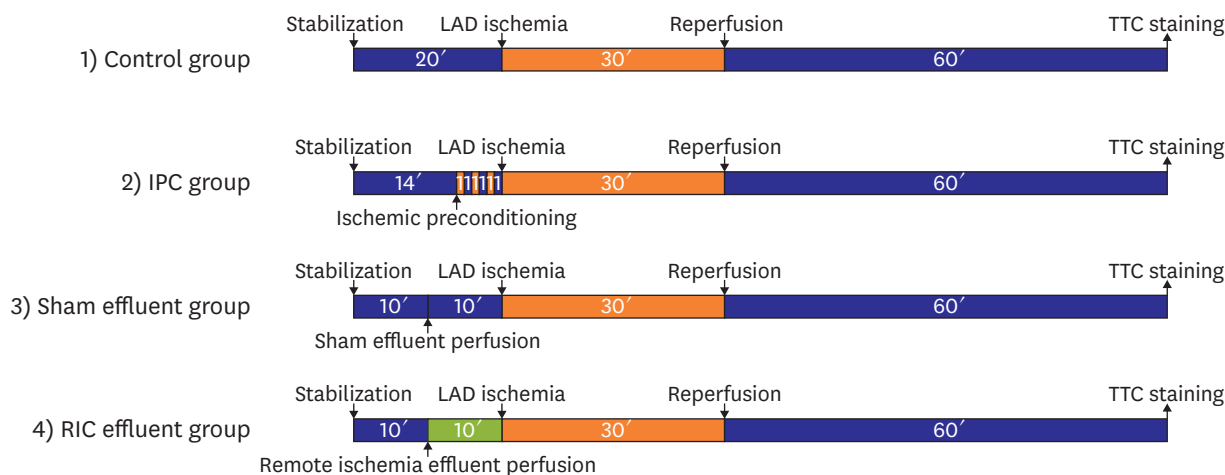 Stabilization LAD ischemia Reperfusion TTC staining
1) Control group 20′ 30′ 60′
Stabilization LAD ischemia Reperfusion TTC staining
2) IPC group 14′ 1 1 1 1 1 1 30′ 60′
Ischemic preconditioning
Stabilization LAD ischemia Reperfusion TTC staining
3) Sham effluent group 10′ 10′ 30′ 60′
Sham effluent perfusion
Stabilization LAD ischemia Reperfusion TTC staining
4) RIC effluent group 10′ 10′ 30′ 60′
Remote ischemia effluent perfusion